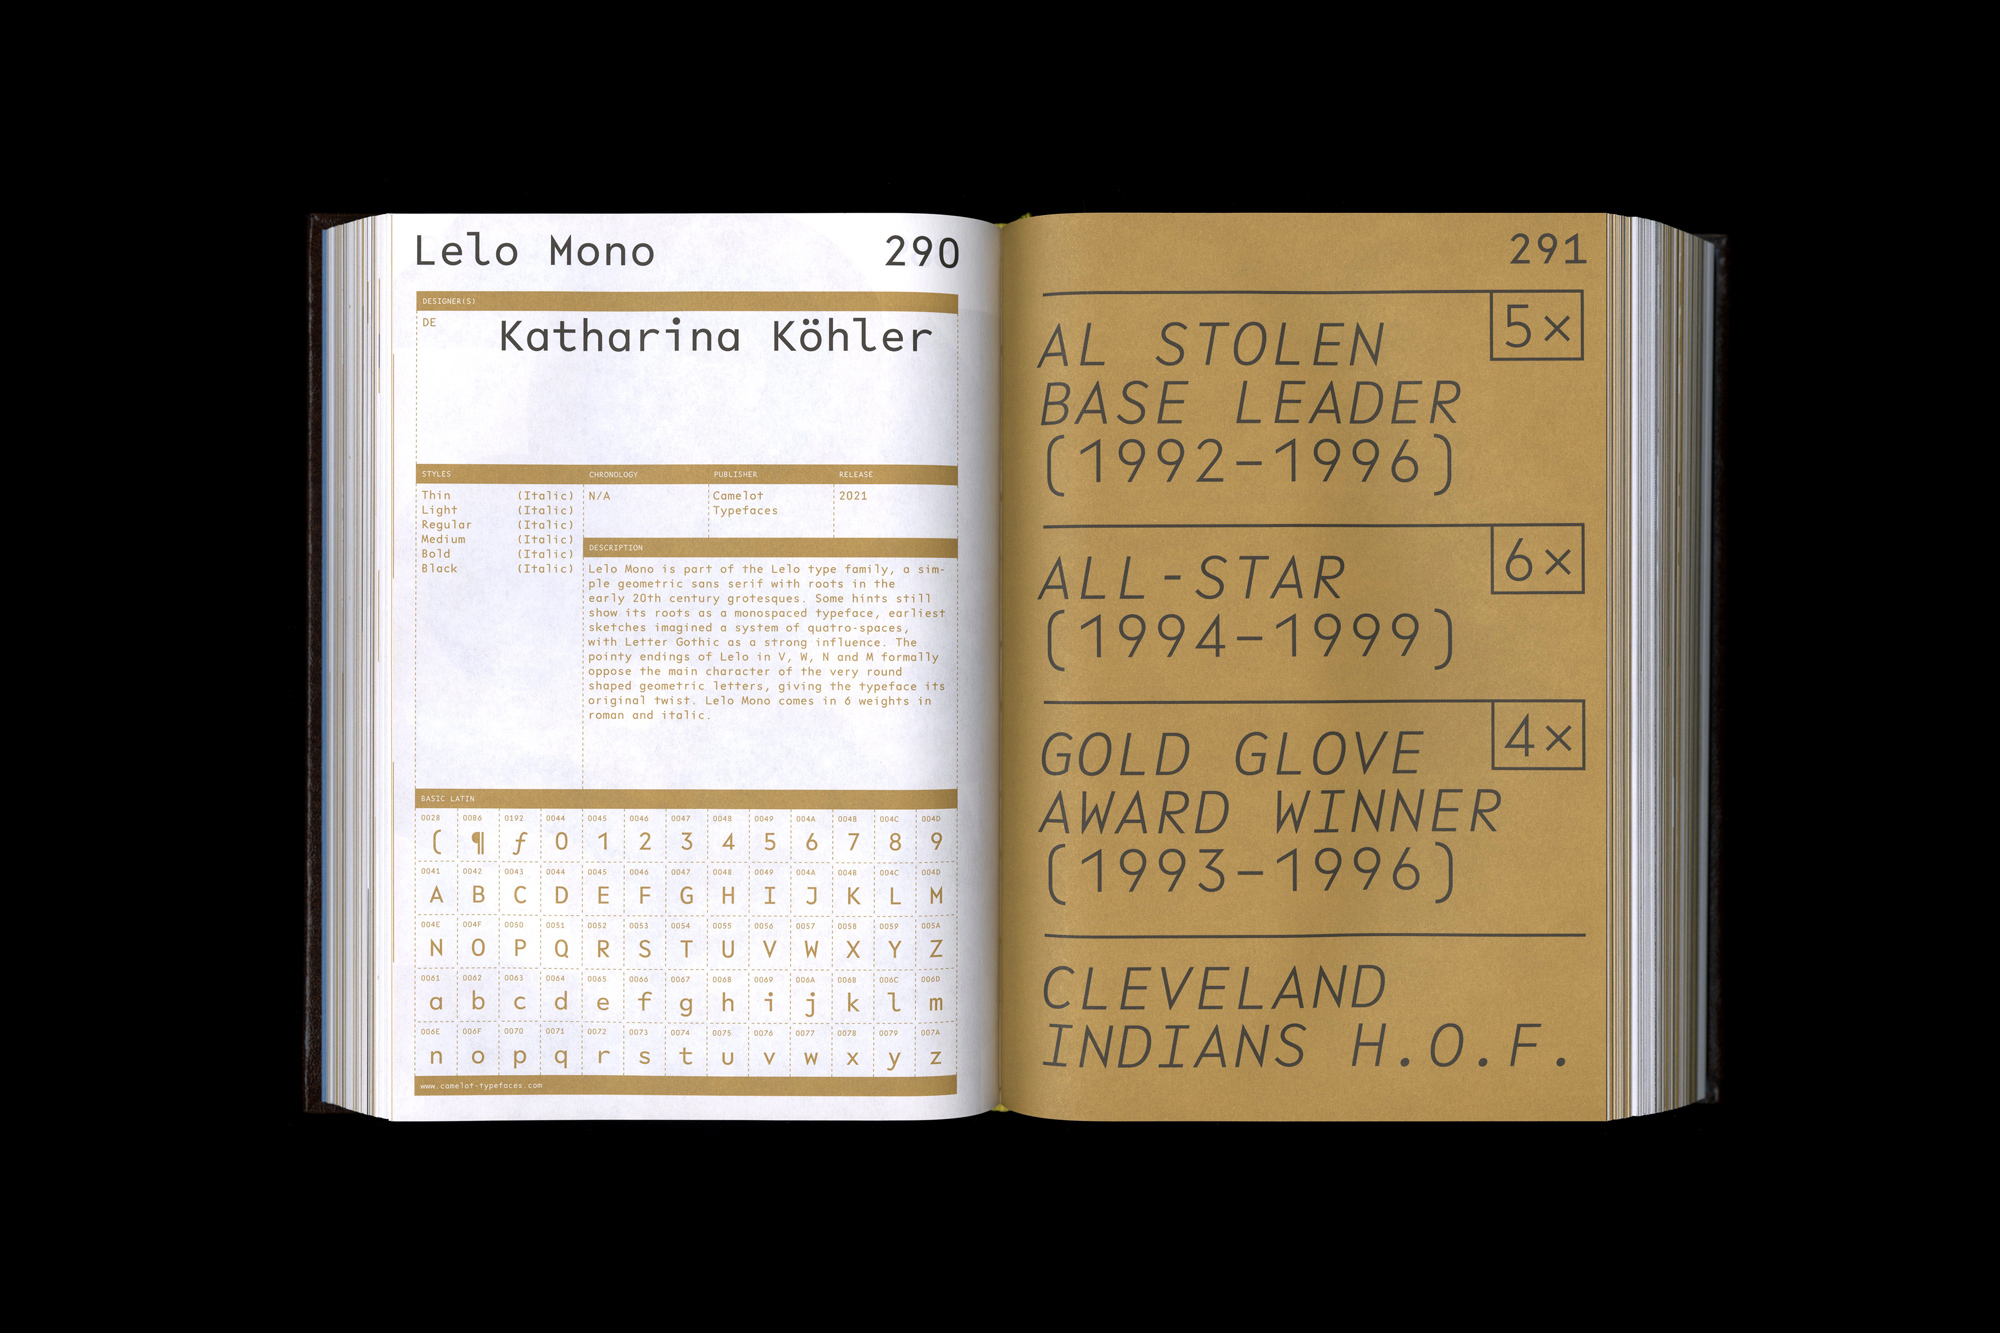 Lelo Mono 290
DESIGNER(S)
DE Katharina Köhler
STYLES CHRONOLOGY PUBLISHER RELEASE
Thin (Italic)
Light (Italic)
Regular (Italic)
Medium (Italic)
Bold (Italic)
Black (Italic)
N/A
Camelot
Typefaces
2021
DESCRIPTION
Lelo Mono is part of the Lelo type family, a sim-
ple geometric sans serif with roots in the
early 20th century grotesques. Some hints still
show its roots as a monospaced typeface, earliest
sketches imagined a system of quatro-spaces,
with Letter Gothic as a strong influence. The
pointy endings of Lelo in V, W, N and M formally
oppose the main character of the very round
shaped geometric letters, giving the typeface its
original twist. Lelo Mono comes in 6 weights in
roman and italic.
BASIC LATIN
0028 0086 0192 0044 0045 0046 0047 0048 0049 004A 004B 004C 004D
( ¶ ƒ 0 1 2 3 4 5 6 7 8 9
0041 0042 0043 0044 0045 0046 0047 0048 0049 004A 004B 004C 004D
A B C D E F G H I J K L M
004E 004F 0050 0051 0052 0053 0054 0055 0056 0057 0058 0059 005A
N O P Q R S T U V W X Y Z
0061 0062 0063 0064 0065 0066 0067 0068 0069 006A 006B 006C 006D
a b c d e f g h i j k l m
006E 006F 0070 0071 0072 0073 0074 0075 0076 0077 0078 0079 007A
n o p q r s t u v w x y z
www.camelot-typefaces.com
291
5×
AL STOLEN
BASE LEADER
(1992–1996)
6×
ALL-STAR
(1994–1999)
4×
GOLD GLOVE
AWARD WINNER
(1993–1996)
CLEVELAND
INDIANS H.O.F.